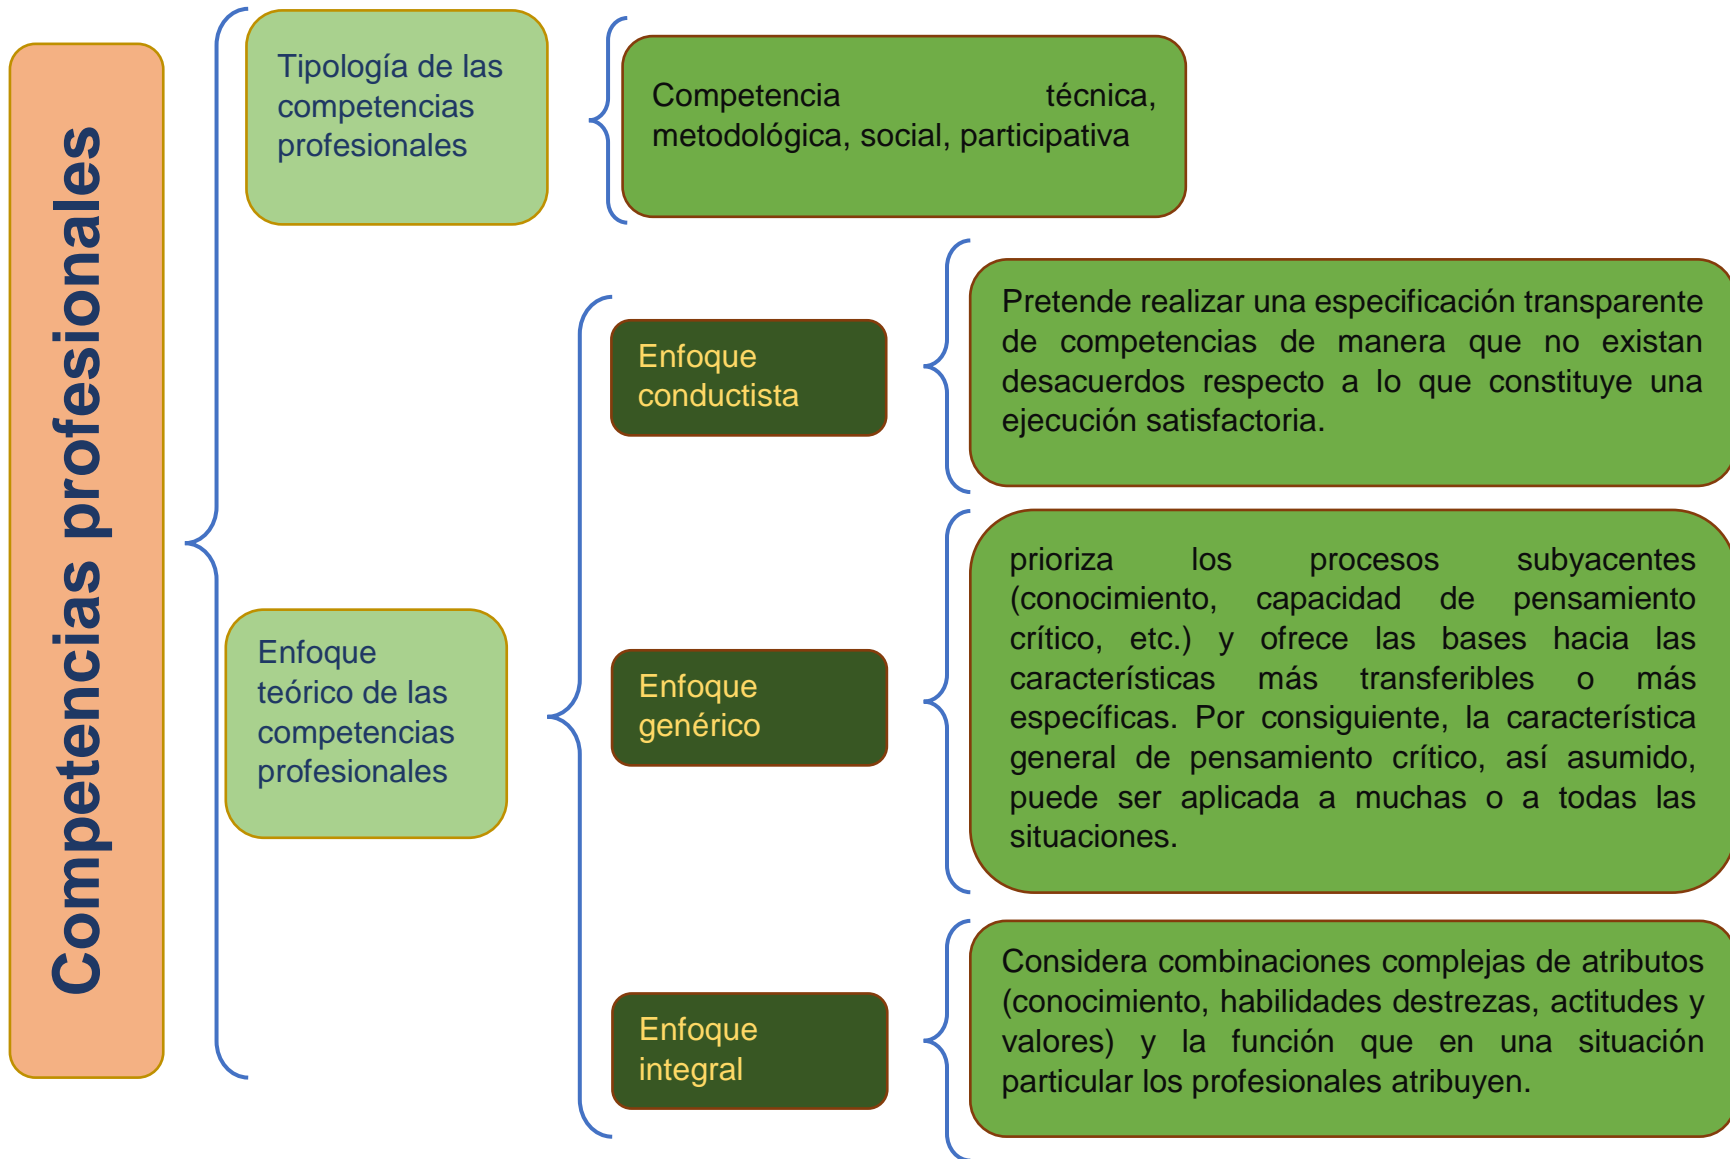 Competencias profesionales
Tipología de las
competencias
profesionales
Competencia técnica,
metodológica, social, participativa
Enfoque
teórico de las
competencias
profesionales
Enfoque
conductista
Pretende realizar una especificación transparente
de competencias de manera que no existan
desacuerdos respecto a lo que constituye una
ejecución satisfactoria.
Enfoque
genérico
prioriza los procesos subyacentes
(conocimiento, capacidad de pensamiento
crítico, etc.) y ofrece las bases hacia las
características más transferibles o más
específicas. Por consiguiente, la característica
general de pensamiento crítico, así asumido,
puede ser aplicada a muchas o a todas las
situaciones.
Enfoque
integral
Considera combinaciones complejas de atributos
(conocimiento, habilidades destrezas, actitudes y
valores) y la función que en una situación
particular los profesionales atribuyen.